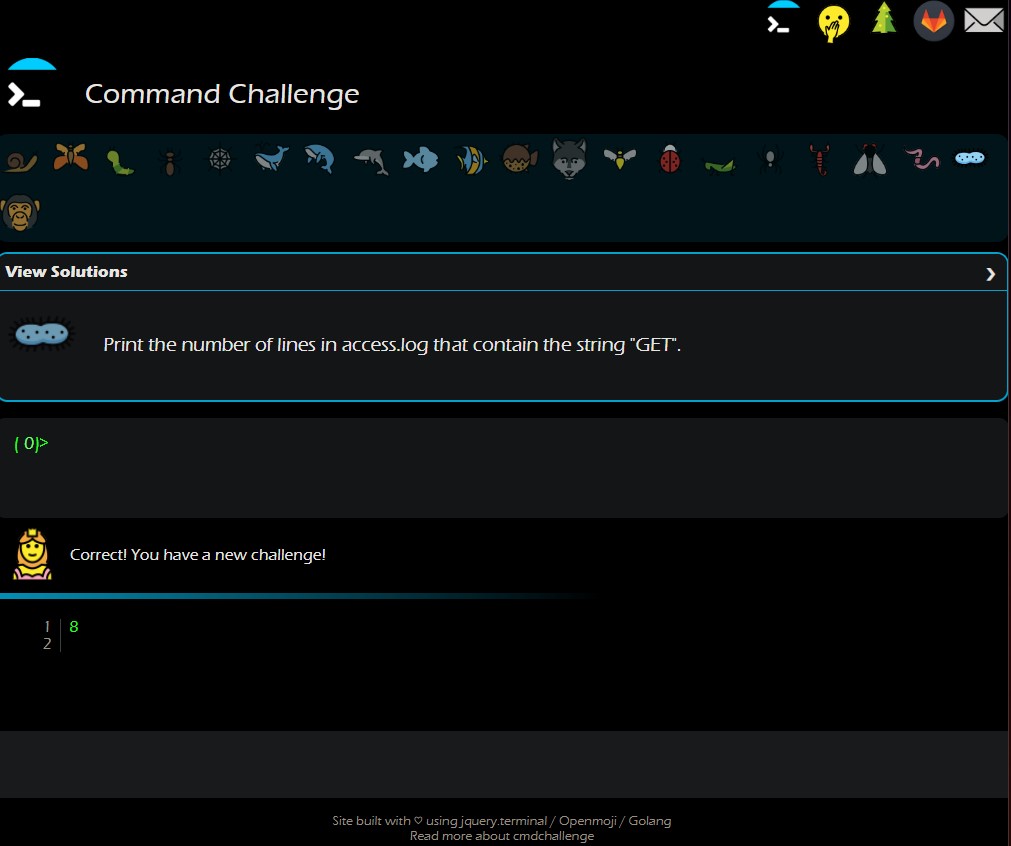 Command Challenge
View Solutions
Print the number of lines in access.log that contain the string "GET".
( 0)>
Correct! You have a new challenge!
1 8
2
Site built with ♡ using jquery.terminal / Openmoji / Golang
Read more about cmdchallenge